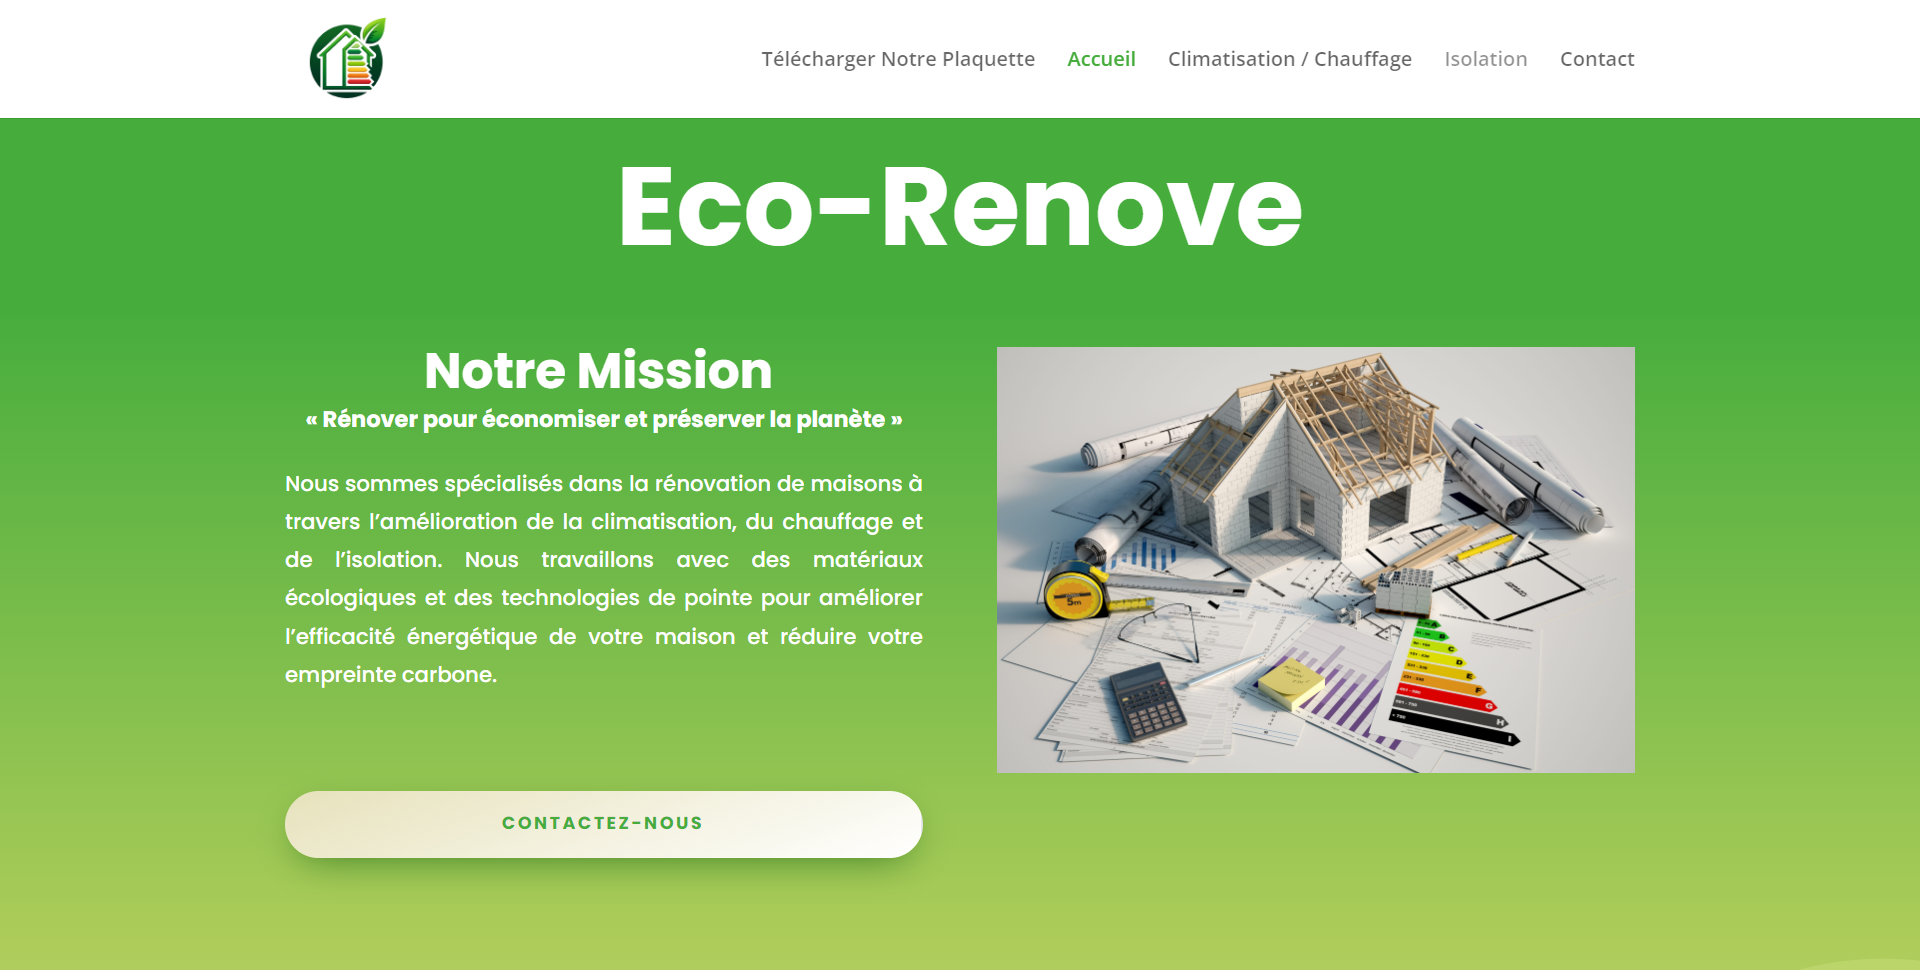 Télécharger Notre Plaquette Accueil Climatisation / Chauffage Isolation Contact
Eco-Renove
Notre Mission
« Rénover pour économiser et préserver la planète »
Nous sommes spécialisés dans la rénovation de maisons à
travers l’amélioration de la climatisation, du chauffage et
de l’isolation. Nous travaillons avec des matériaux
écologiques et des technologies de pointe pour améliorer
l’efficacité énergétique de votre maison et réduire votre
empreinte carbone.
CONTACTEZ-NOUS
5m
A
B
C
D
E
F
G
H
I